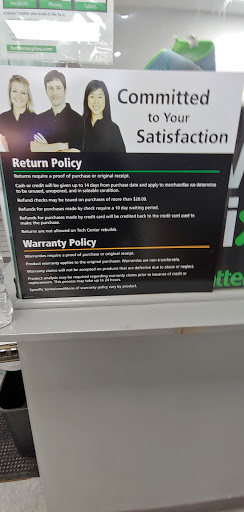 batteriesplus.com
Committed
to Your
Satisfaction
Return Policy
Returns require a proof of purchase or original receipt.
Cash or credit will be given up to 14 days from purchase date and apply to merchandise we determine
to be unused, unopened, and in saleable condition.
Refund checks may be issued on purchases of more than $20.00.
Refunds for purchases made by check require a 10 day waiting period.
Refunds for purchases made by credit card will be credited back to the credit card used to
make the purchase.
Returns are not allowed on Tech Center rebuilds.
Warranty Policy
Warranties require a proof of purchase or original receipt.
Product warranty applies to the original purchaser. Warranties are non-transferable.
Warranty claims will not be accepted on products that are defective due to abuse or neglect.
Product analysis may be required regarding warranty claims prior to issuance of credit or
replacement. This process may take up to 24 hours.
Specific terms/conditions of warranty policy vary by product.